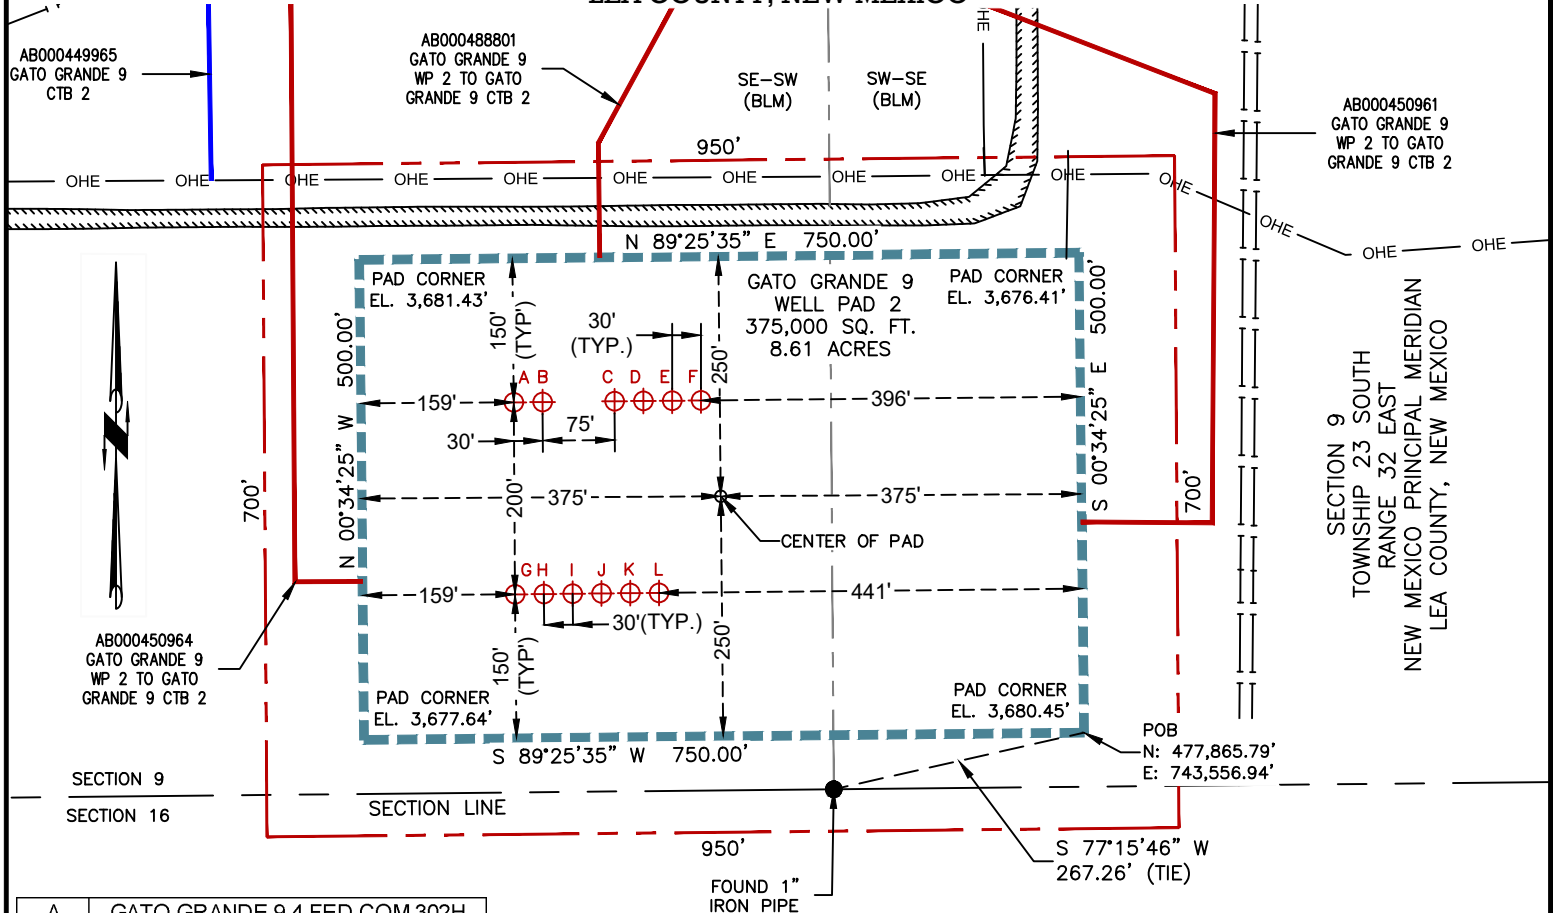 AB000449965
GATO GRANDE 9
CTB 2
AB000488801
GATO GRANDE 9
WP 2 TO GATO
GRANDE 9 CTB 2
SE-SW
(BLM)
SW-SE
(BLM)
OHE
AB000450961
GATO GRANDE 9
WP 2 TO GATO
GRANDE 9 CTB 2
950'
OHE OHE OHE OHE OHE OHE OHE OHE OHE OHE OHE OHE OHE OHE
N 89°25'35" E 750.00'
PAD CORNER
EL. 3,681.43'
GATO GRANDE 9
WELL PAD 2
375,000 SQ. FT.
8.61 ACRES
PAD CORNER
EL. 3,676.41'
150'
(TYP')
30'
(TYP.)
250'
N 00°34'25" W 500.00'
S 00°34'25" E 500.00'
A B C D E F
159'
396'
30'
75'
700'
200'
375'
375'
700'
CENTER OF PAD
G H I J K L
159'
441'
30'(TYP.)
150'
(TYP')
250'
AB000450964
GATO GRANDE 9
WP 2 TO GATO
GRANDE 9 CTB 2
PAD CORNER
EL. 3,677.64'
PAD CORNER
EL. 3,680.45'
S 89°25'35" W 750.00'
POB
N: 477,865.79'
E: 743,556.94'
SECTION 9
TOWNSHIP 23 SOUTH
RANGE 32 EAST
NEW MEXICO PRINCIPAL MERIDIAN
LEA COUNTY, NEW MEXICO
SECTION 9
SECTION 16
SECTION LINE
950'
S 77°15'46" W
267.26' (TIE)
FOUND 1"
IRON PIPE